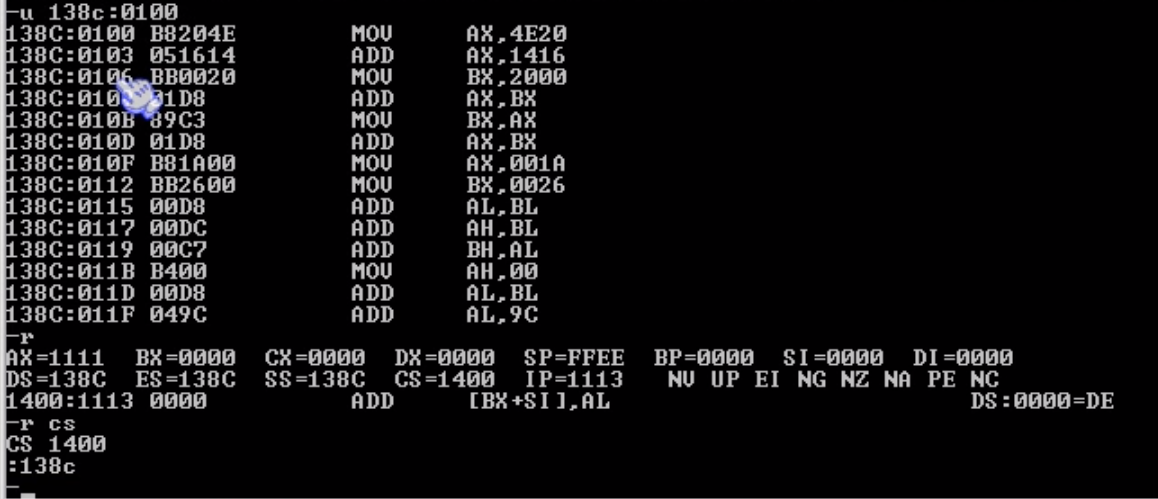 -u 138c:0100
138C:0100 B8204E MOV AX,4E20
138C:0103 051614 ADD AX,1416
138C:0106 BB0020 MOV BX,2000
138C:010 01D8 ADD AX,BX
138C:010B 89C3 MOV BX,AX
138C:010D 01D8 ADD AX,BX
138C:010F B81A00 MOV AX,001A
138C:0112 BB2600 MOV BX,0026
138C:0115 00D8 ADD AL,BL
138C:0117 00DC ADD AH,BL
138C:0119 00C7 ADD BH,AL
138C:011B B400 MOV AH,00
138C:011D 00D8 ADD AL,BL
138C:011F 049C ADD AL,9C
-r
AX=1111 BX=0000 CX=0000 DX=0000 SP=FFEE BP=0000 SI=0000 DI=0000
DS=138C ES=138C SS=138C CS=1400 IP=1113 NV UP EI NG NZ NA PE NC
1400:1113 0000 ADD [BX+SI],AL DS:0000=DE
-r cs
CS 1400
:138c
-_